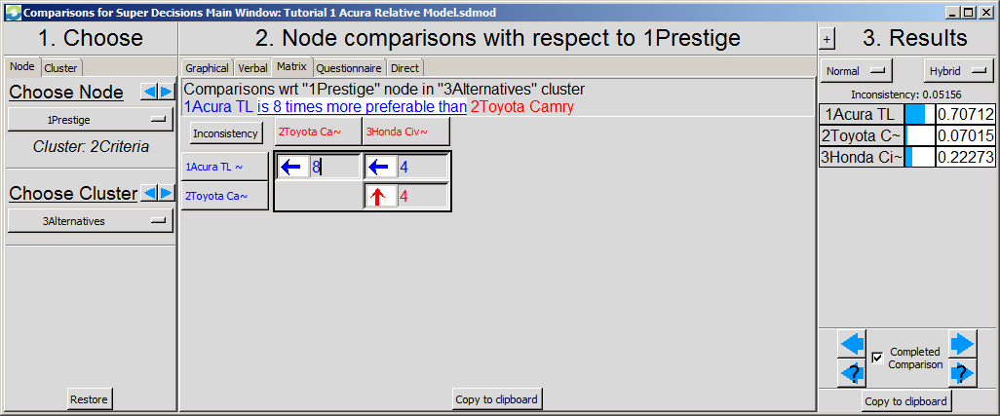 Comparisons for Super Decisions Main Window: Tutorial 1 Acura Relative Model.sdmod
1. Choose
2. Node comparisons with respect to 1Prestige
+
3. Results
Node
Cluster
Graphical
Verbal
Matrix
Questionnaire
Direct
Choose Node
1Prestige
Cluster: 2Criteria
Choose Cluster
3Alternatives
Restore
Comparisons wrt "1Prestige" node in "3Alternatives" cluster
1Acura TL is 8 times more preferable than 2Toyota Camry
Inconsistency
2Toyota Ca~
3Honda Civ~
1Acura TL ~
8
4
2Toyota Ca~
4
Copy to clipboard
Normal
Hybrid
Inconsistency: 0.05156
1Acura TL 0.70712
2Toyota C~ 0.07015
3Honda Ci~ 0.22273
Completed
Comparison
?
?
Copy to clipboard